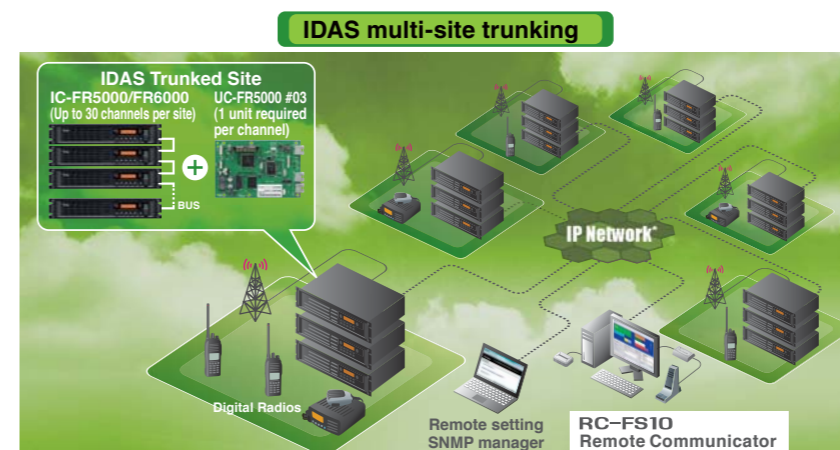 IDAS multi-site trunking
IDAS Trunked Site
IC-FR5000/FR6000
(Up to 30 channels per site)
UC-FR5000 #03
(1 unit required
per channel)
BUS
IP Network*
Digital Radios
Remote setting
SNMP manager
RC-FS10
Remote Communicator